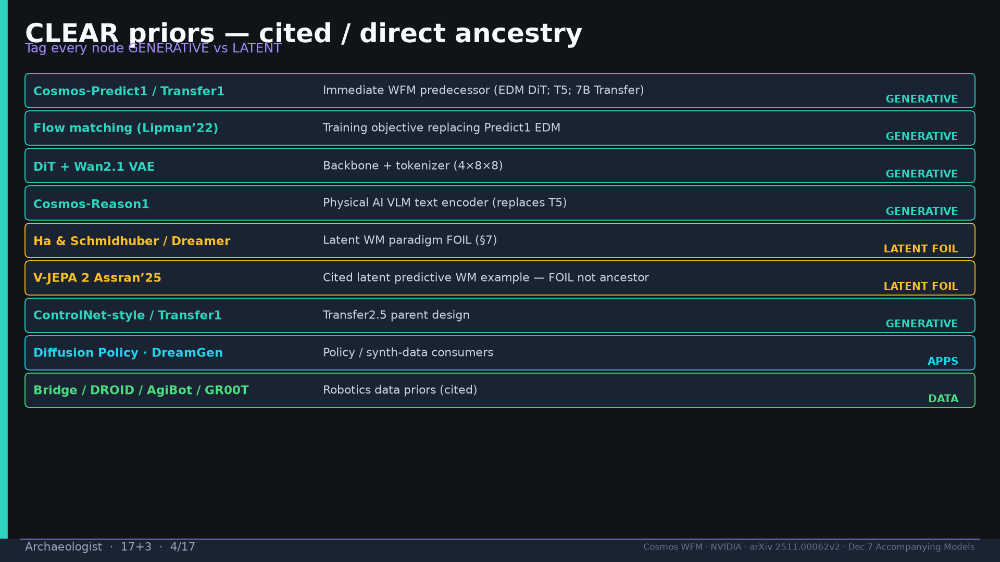 CLEAR priors — cited / direct ancestry
Tag every node GENERATIVE vs LATENT
Cosmos-Predict1 / Transfer1
Immediate WFM predecessor (EDM DiT; T5; 7B Transfer)
GENERATIVE
Flow matching (Lipman’22)
Training objective replacing Predict1 EDM
GENERATIVE
DiT + Wan2.1 VAE
Backbone + tokenizer (4×8×8)
GENERATIVE
Cosmos-Reason1
Physical AI VLM text encoder (replaces T5)
GENERATIVE
Ha & Schmidhuber / Dreamer
Latent WM paradigm FOIL (§7)
LATENT FOIL
V-JEPA 2 Assran’25
Cited latent predictive WM example — FOIL not ancestor
LATENT FOIL
ControlNet-style / Transfer1
Transfer2.5 parent design
GENERATIVE
Diffusion Policy · DreamGen
Policy / synth-data consumers
APPS
Bridge / DROID / AgiBot / GR00T
Robotics data priors (cited)
DATA
Archaeologist · 17+3 · 4/17
Cosmos WFM · NVIDIA · arXiv 2511.00062v2 · Dec 7 Accompanying Models